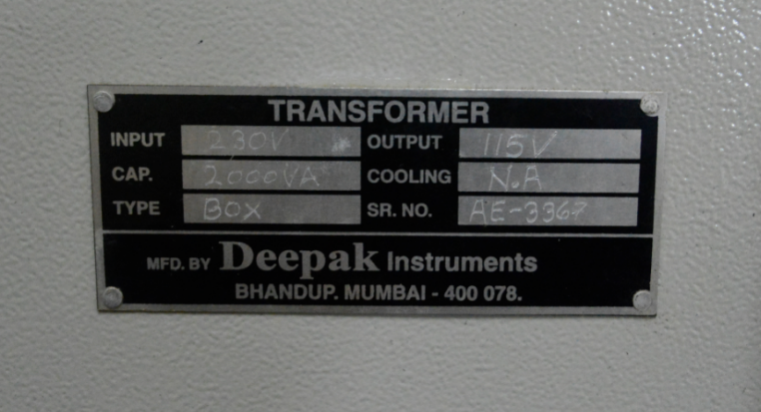 TRANSFORMER
INPUT 230V OUTPUT 115V
CAP. 2000VA COOLING N.A
TYPE BOX SR. NO. AE-3367
MFD. BY Deepak Instruments
BHANDUP. MUMBAI - 400 078.